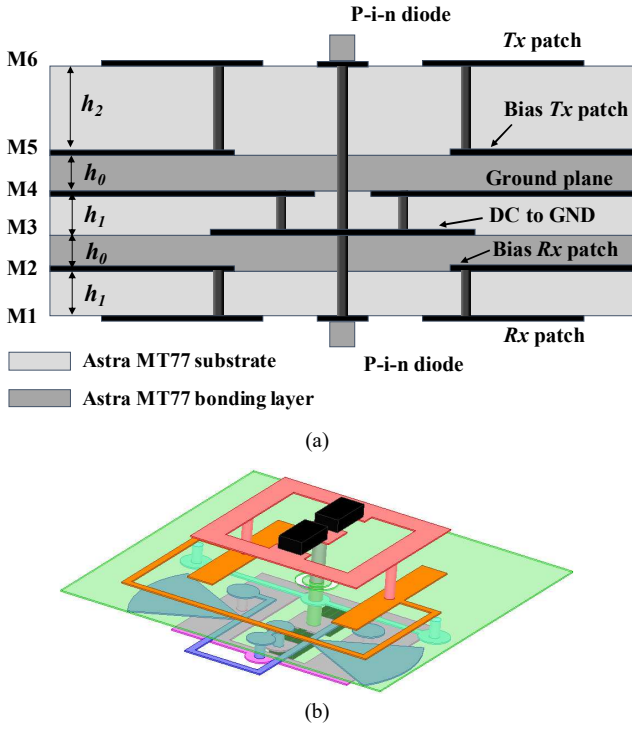 P-i-n diode
Tx patch
M6
h2
Bias Tx patch
M5
h0
Ground plane
M4
h1
DC to GND
M3
h0
Bias Rx patch
M2
h1
M1
Rx patch
P-i-n diode
Astra MT77 substrate
Astra MT77 bonding layer
(a)
(b)